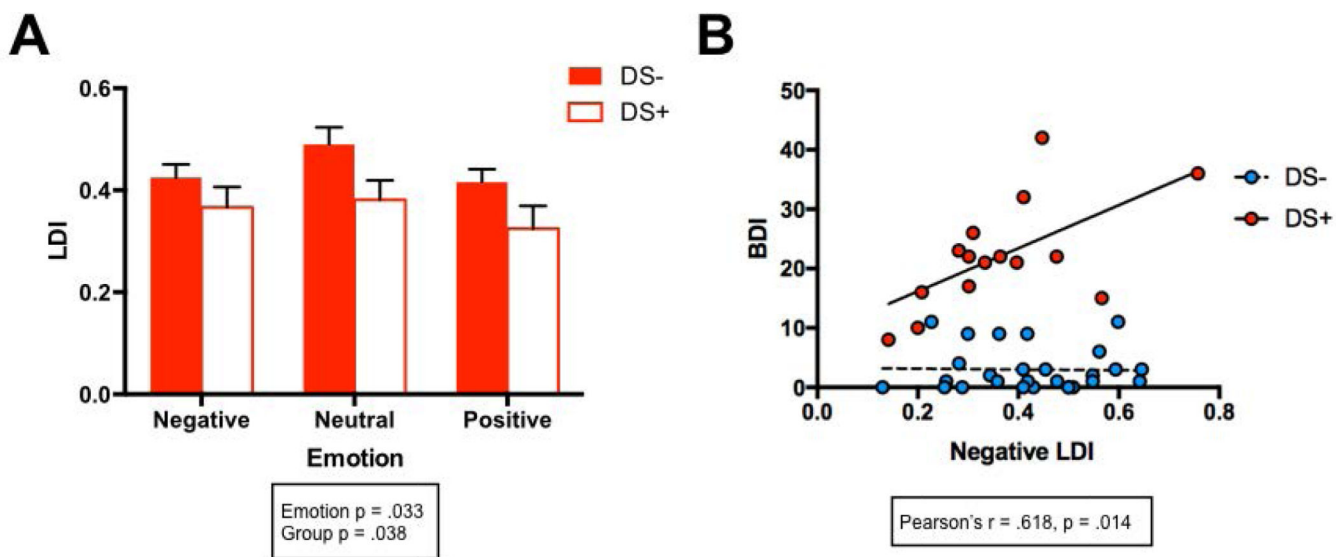 A
DS-
DS+
LDI
0.6
0.4
0.2
0.0
Negative Neutral Positive
Emotion
Emotion p = .033
Group p = .038
B
BDI
50
40
30
20
10
0
0.0 0.2 0.4 0.6 0.8
Negative LDI
DS-
DS+
Pearson's r = .618, p = .014